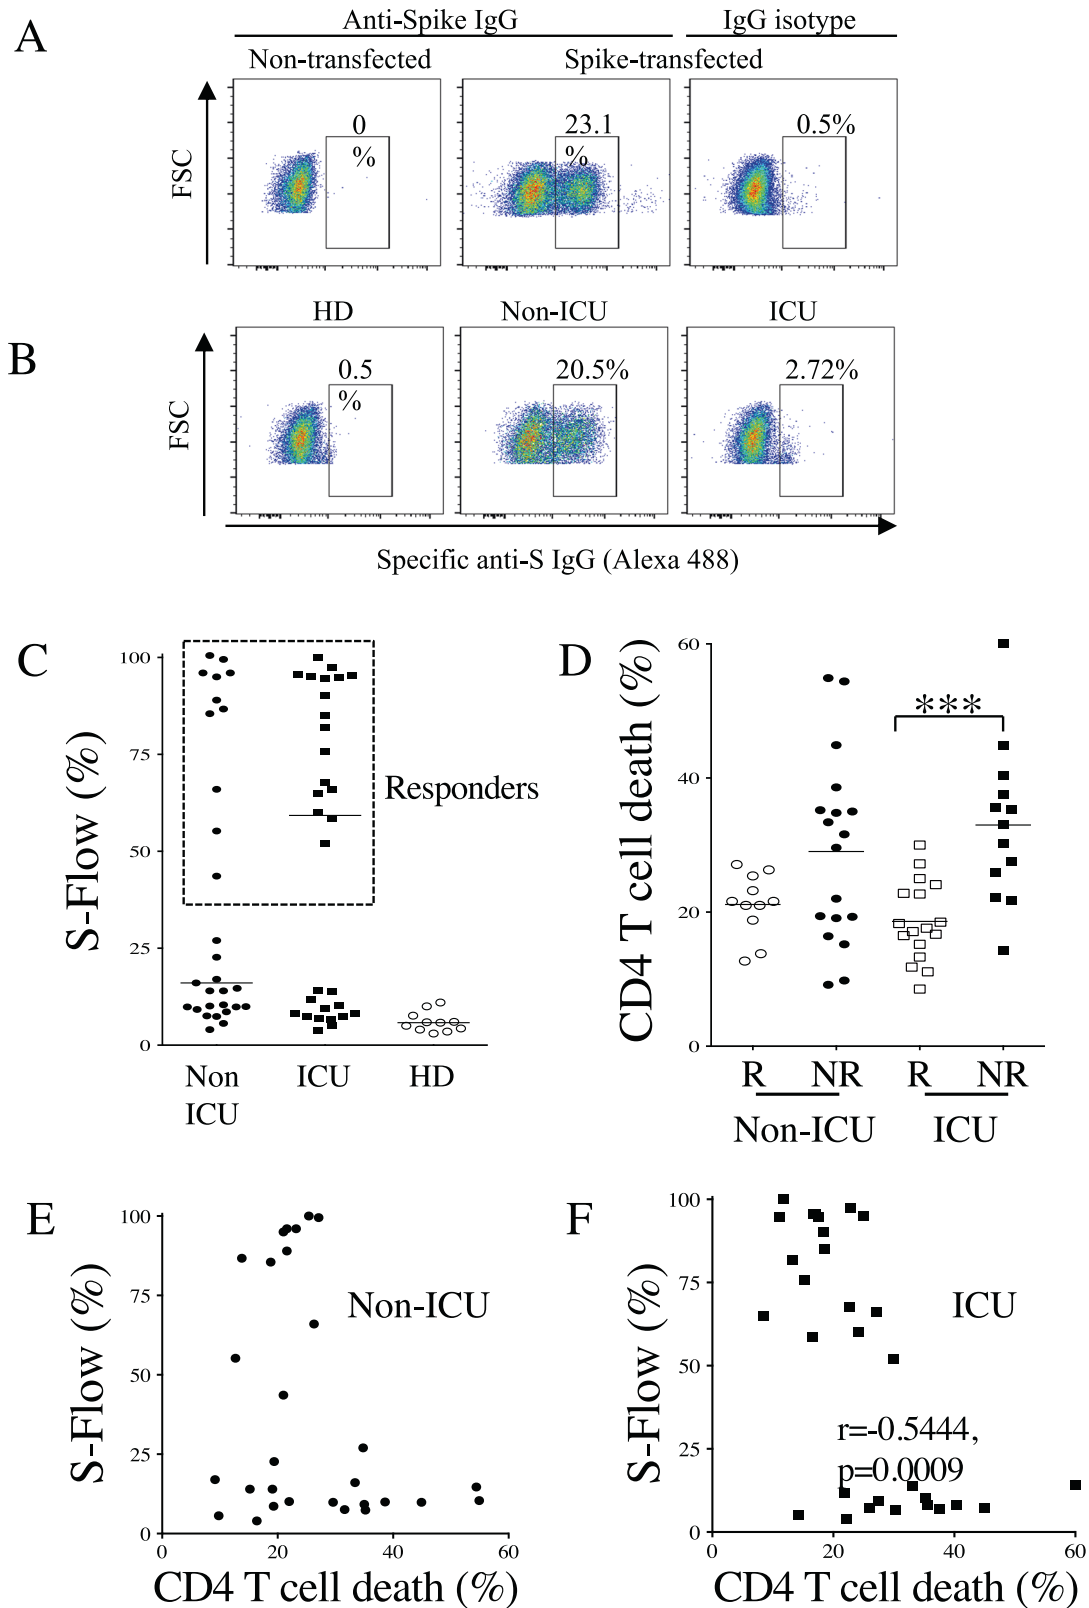 A
Anti-Spike IgG
IgG isotype
Non-transfected
Spike-transfected
0
%
23.1
%
0.5%
FSC
HD
Non-ICU
ICU
B
0.5
%
20.5%
2.72%
FSC
Specific anti-S IgG (Alexa 488)
C
S-Flow (%)
100
75
50
25
0
Responders
Non
ICU
ICU
HD
D
CD4 T cell death (%)
60
40
20
0
***
R
NR
R
NR
Non-ICU
ICU
E
S-Flow (%)
100
75
50
25
0
Non-ICU
0
20
40
60
CD4 T cell death (%)
F
S-Flow (%)
100
75
50
25
0
ICU
r=-0.5444,
p=0.0009
0
20
40
60
CD4 T cell death (%)